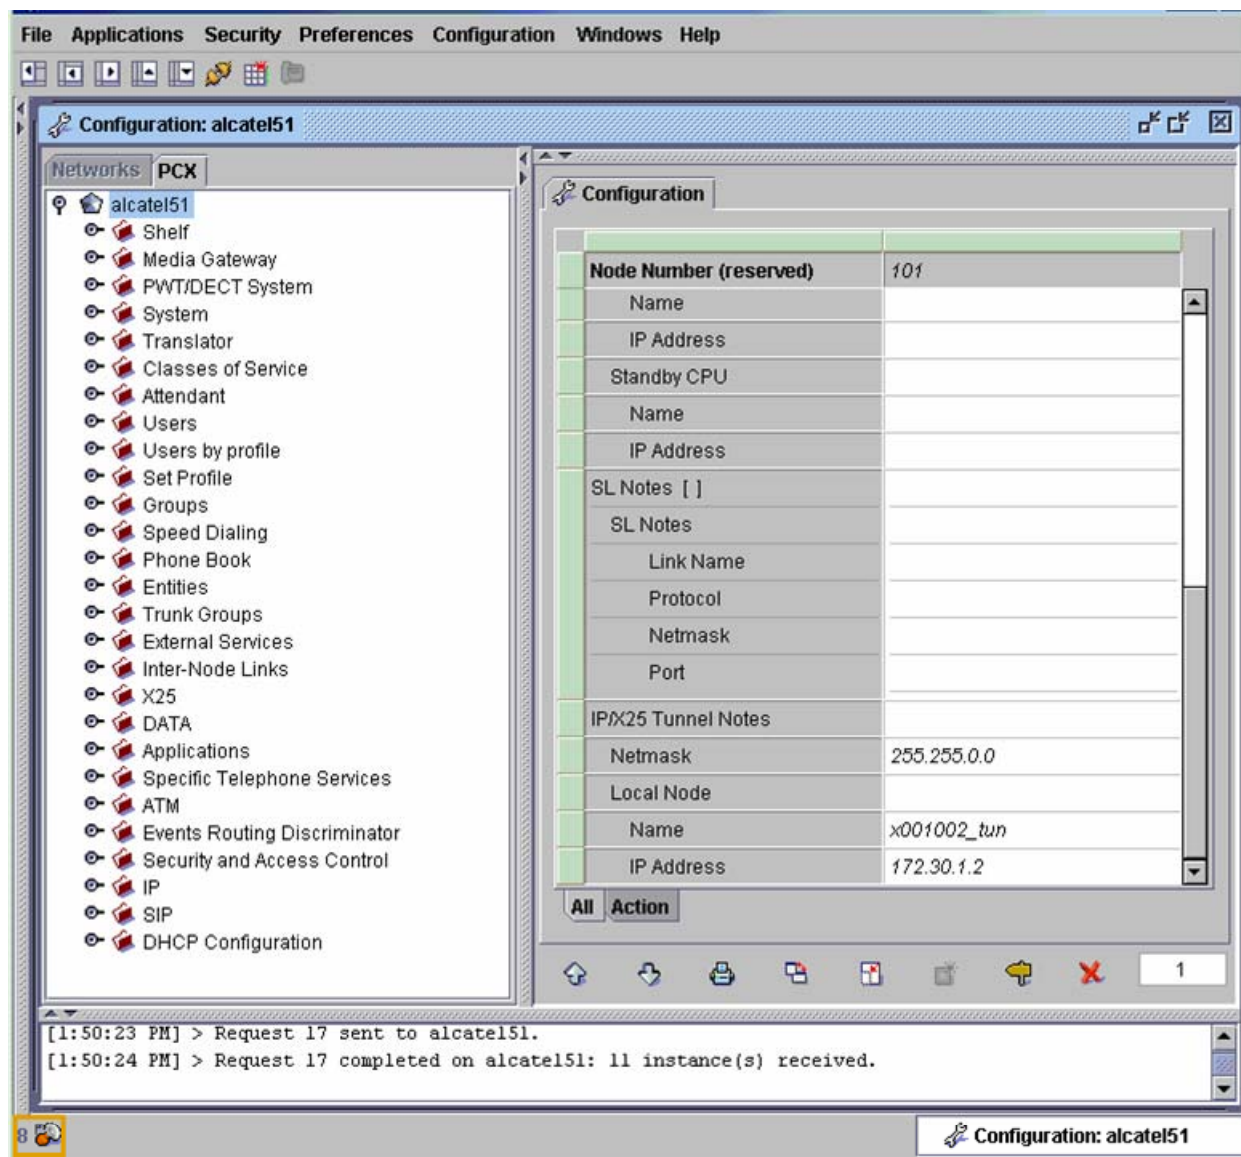 File Applications Security Preferences Configuration Windows Help
Configuration: alcatel51
Networks PCX
alcatel51
Shelf
Media Gateway
PWT/DECT System
System
Translator
Classes of Service
Attendant
Users
Users by profile
Set Profile
Groups
Speed Dialing
Phone Book
Entities
Trunk Groups
External Services
Inter-Node Links
X25
DATA
Applications
Specific Telephone Services
ATM
Events Routing Discriminator
Security and Access Control
IP
SIP
DHCP Configuration
Configuration
Node Number (reserved) 101
Name
IP Address
Standby CPU
Name
IP Address
SL Notes [ ]
SL Notes
Link Name
Protocol
Netmask
Port
IP/X25 Tunnel Notes
Netmask 255.255.0.0
Local Node
Name x001002_tun
IP Address 172.30.1.2
All Action
1
[1:50:23 PM] > Request 17 sent to alcatel51.
[1:50:24 PM] > Request 17 completed on alcatel51: 11 instance(s) received.
8
Configuration: alcatel51